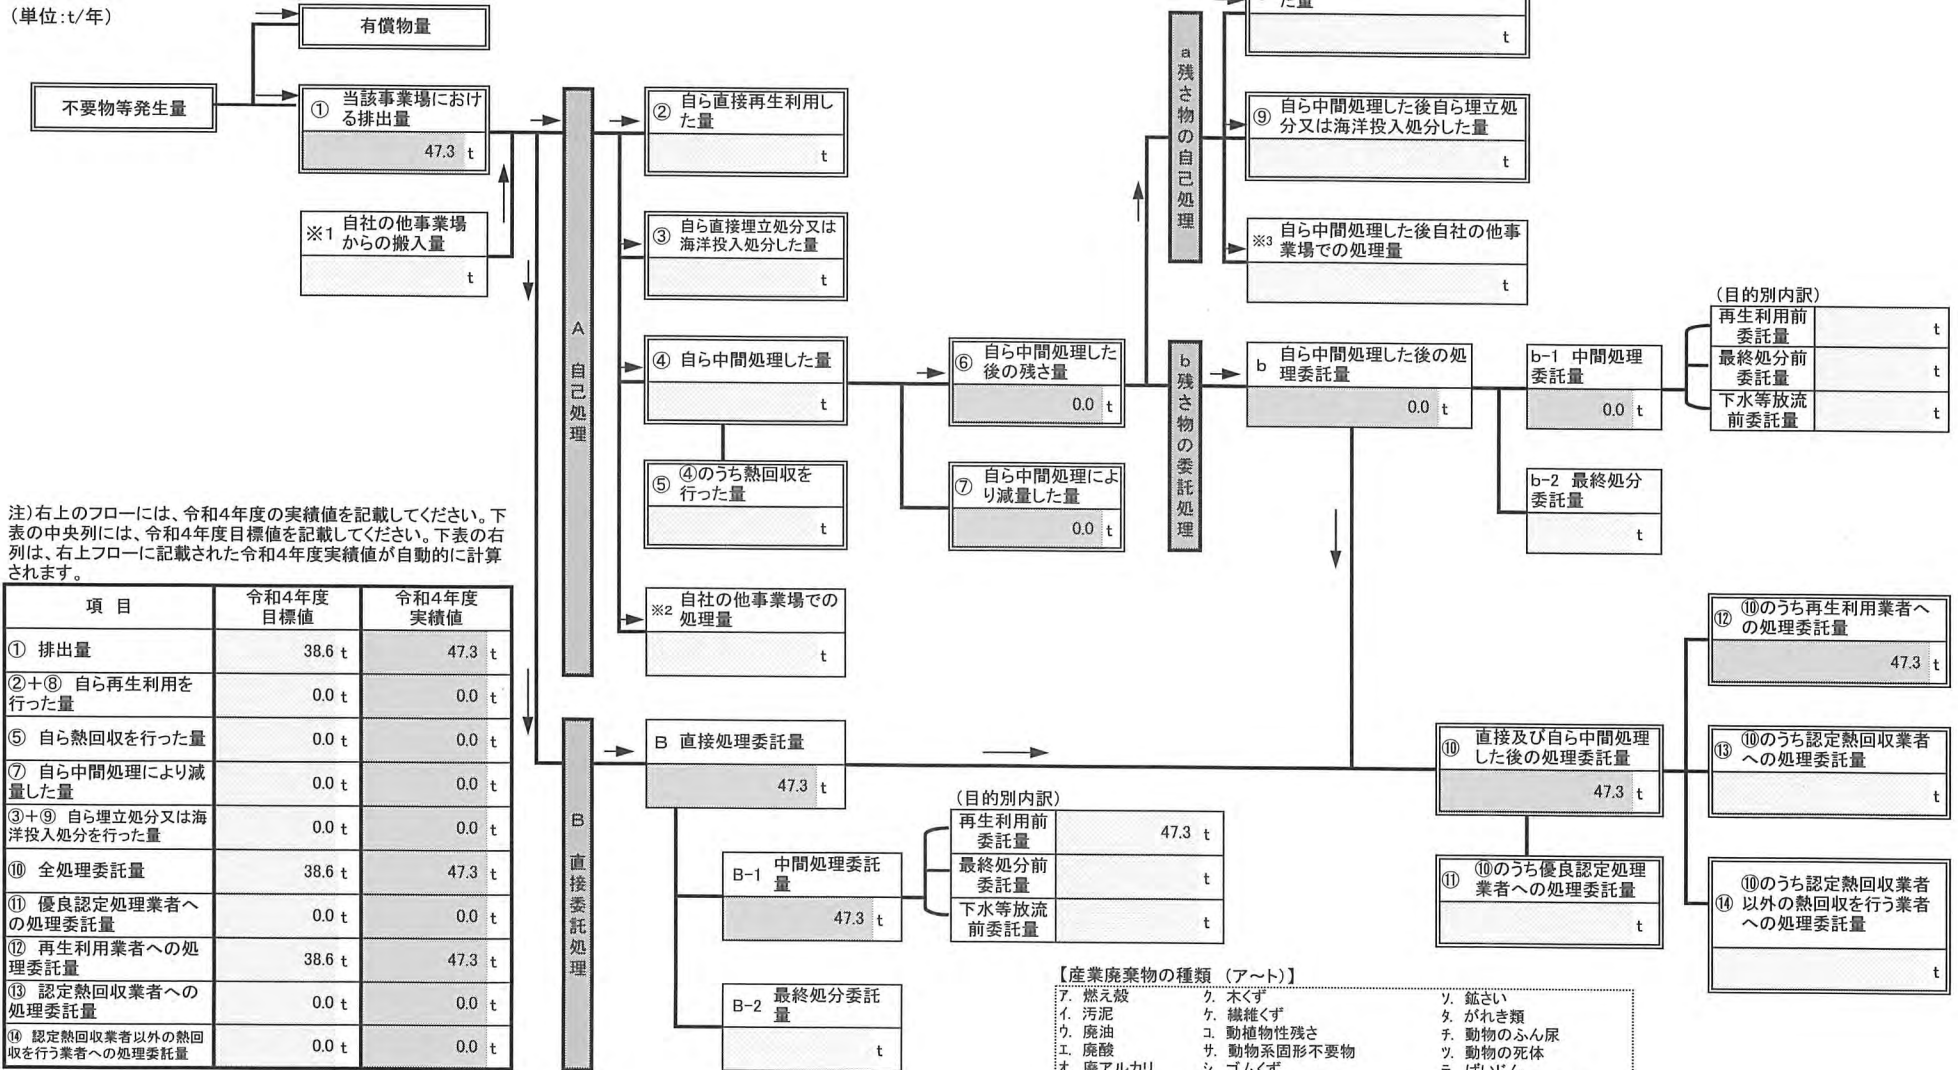 (単位:t/年)
有償物量
不要物等発生量
① 当該事業場におけ
る排出量
47.3 t
※1 自社の他事業場
からの搬入量
t
A 自己処理
② 自ら直接再生利用し
た量
t
③ 自ら直接埋立処分又は
海洋投入処分した量
t
④ 自ら中間処理した量
t
⑤ ④のうち熱回収を
行った量
t
※2 自社の他事業場での
処理量
t
⑥ 自ら中間処理した
後の残さ量
0.0 t
⑦ 自ら中間処理によ
り減量した量
0.0 t
a 残さ物の自己処理
た量
t
⑨ 自ら中間処理した後自ら埋立処
分又は海洋投入処分した量
t
※3 自ら中間処理した後自社の他事
業場での処理量
t
b 残さ物の委託処理
b 自ら中間処理した後の処
理委託量
0.0 t
b-1 中間処理
委託量
0.0 t
(目的別内訳)
再生利用前
委託量 t
最終処分前
委託量 t
下水等放流
前委託量 t
b-2 最終処分
委託量
t
注)右上のフローには、令和4年度の実績値を記載してください。下
表の中央列には、令和4年度目標値を記載してください。下表の右
列は、右上フローに記載された令和4年度実績値が自動的に計算
されます。
項 目 令和4年度 目標値 令和4年度 実績値
① 排出量 38.6 t 47.3 t
②+⑧ 自ら再生利用を
行った量 0.0 t 0.0 t
⑤ 自ら熱回収を行った量 0.0 t 0.0 t
⑦ 自ら中間処理により減
量した量 0.0 t 0.0 t
③+⑨ 自ら埋立処分又は海
洋投入処分を行った量 0.0 t 0.0 t
⑩ 全処理委託量 38.6 t 47.3 t
⑪ 優良認定処理業者へ
の処理委託量 0.0 t 0.0 t
⑫ 再生利用業者への処
理委託量 38.6 t 47.3 t
⑬ 認定熱回収業者への
処理委託量 0.0 t 0.0 t
⑭ 認定熱回収業者以外の熱回
収を行う業者への処理委託量 0.0 t 0.0 t
B 直接委託処理
B 直接処理委託量
47.3 t
B-1 中間処理委託
量
47.3 t
(目的別内訳)
再生利用前
委託量 47.3 t
最終処分前
委託量 t
下水等放流
前委託量 t
B-2 最終処分委託
量
t
⑩ 直接及び自ら中間処理
した後の処理委託量
47.3 t
⑪ ⑩のうち優良認定処理
業者への処理委託量
t
⑫ ⑩のうち再生利用業者へ
の処理委託量
47.3 t
⑬ ⑩のうち認定熱回収業者
への処理委託量
t
⑭ ⑩のうち認定熱回収業者
以外の熱回収を行う業者
への処理委託量
t
【産業廃棄物の種類 (ア~ト)】
ア. 燃え殻 ク. 木くず ソ. 鉱さい
イ. 汚泥 ケ. 繊維くず タ. がれき類
ウ. 廃油 コ. 動植物性残さ チ. 動物のふん尿
エ. 廃酸 サ. 動物系固形不要物 ツ. 動物の死体
オ. 廃アルカリ シ. ゴムくず テ. ばいじん